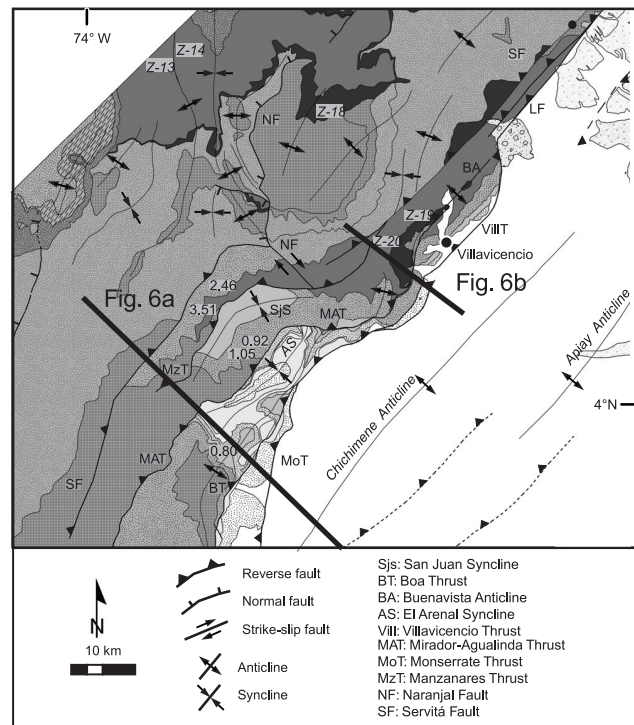 74° W
Z-14
Z-13
SF
NF
Z-18
LF
BA
Z-19
VillT
Z-20
Villavicencio
NF
Fig. 6b
2.46
Fig. 6a
3.51
SjS
MAT
Apiay Anticline
0.92
1.05
AS
MzT
Chichimene Anticline
4°N
0.80
MAT
MoT
SF
BT
N
10 km
Reverse fault
Normal fault
Strike-slip fault
Anticline
Syncline
Sjs: San Juan Syncline
BT: Boa Thrust
BA: Buenavista Anticline
AS: El Arenal Syncline
Vill: Villavicencio Thrust
MAT: Mirador-Agualinda Thrust
MoT: Monserrate Thrust
MzT: Manzanares Thrust
NF: Naranjal Fault
SF: Servitá Fault